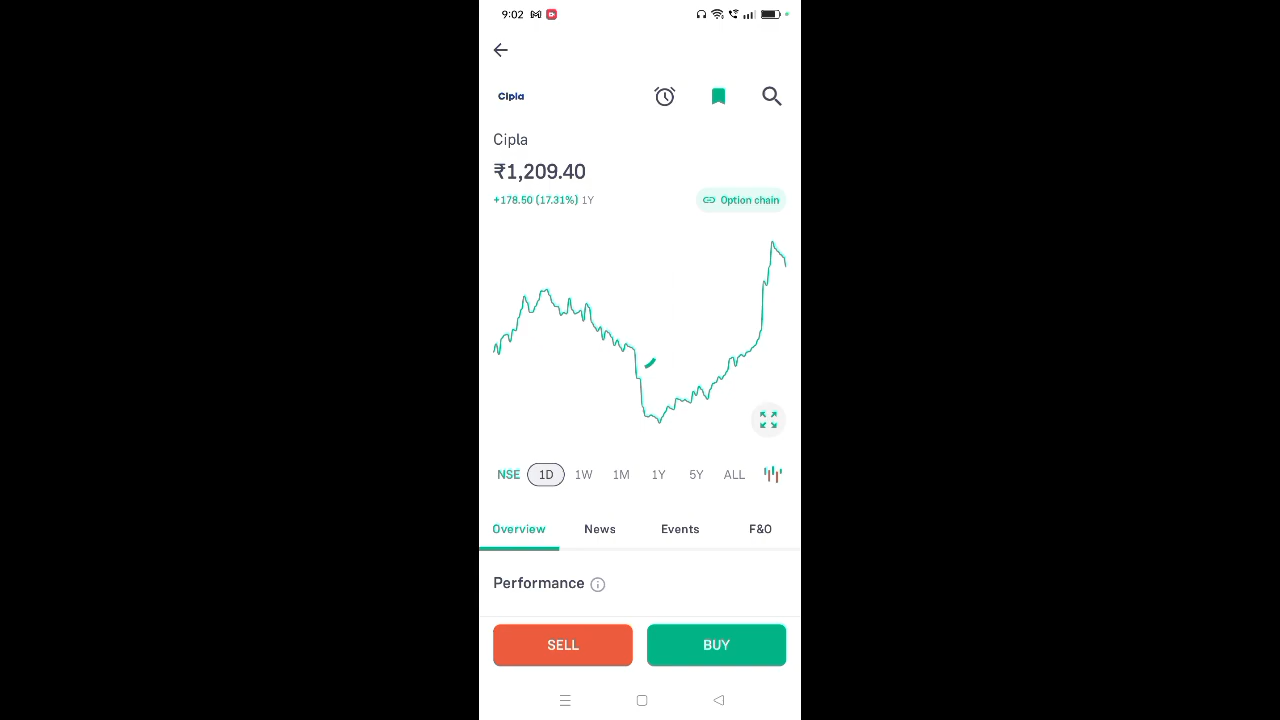 9:02
Cipla
Cipla
₹1,209.40
+178.50 (17.31%) 1Y
Option chain
NSE 1D 1W 1M 1Y 5Y ALL
Overview News Events F&O
Performance
SELL BUY